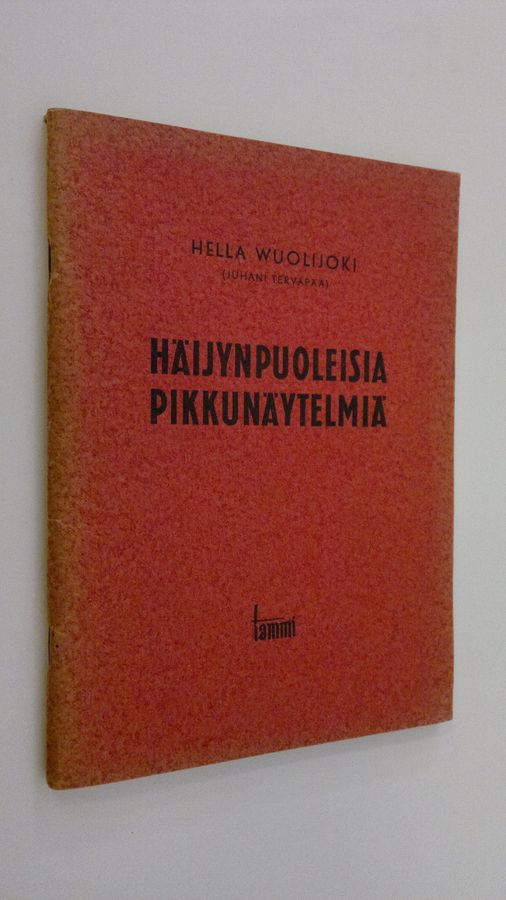 HELLA WUOLIJOKI
(JUHANI TERVAPÄÄ)
HÄIJYNPUOLEISIA
PIKKUNÄYTELMIÄ
tammi